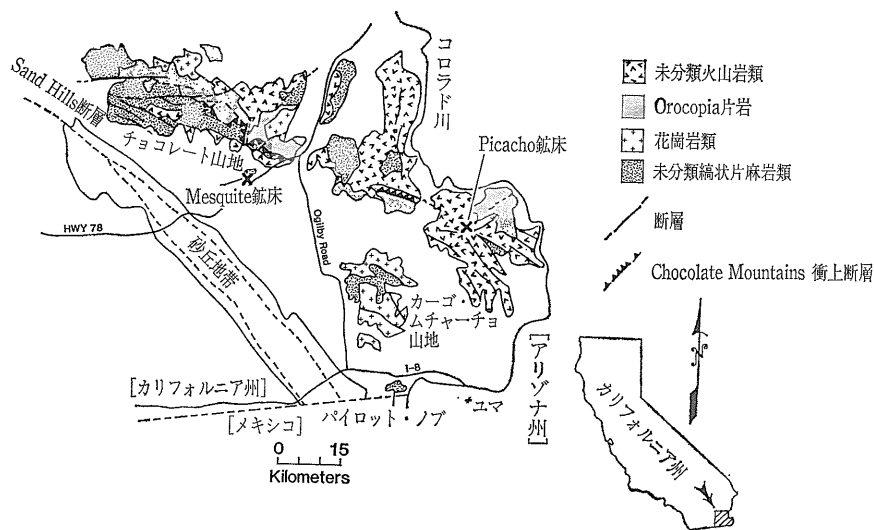 Sand Hills断層
チョコレート山地
Mesquite鉱床
HWY 78
砂丘地帯
Ogilby Road
コロラド川
Picacho鉱床
カーゴ・
ムチャーチョ
山地
[アリゾナ州]
I-8
[カリフォルニア州]
[メキシコ]
パイロット・ノブ
ユマ
0 15
Kilometers
未分類火山岩類
Orocopia片岩
花崗岩類
未分類縞状片麻岩類
断層
Chocolate Mountains 衝上断層
N
カリフォルニア州